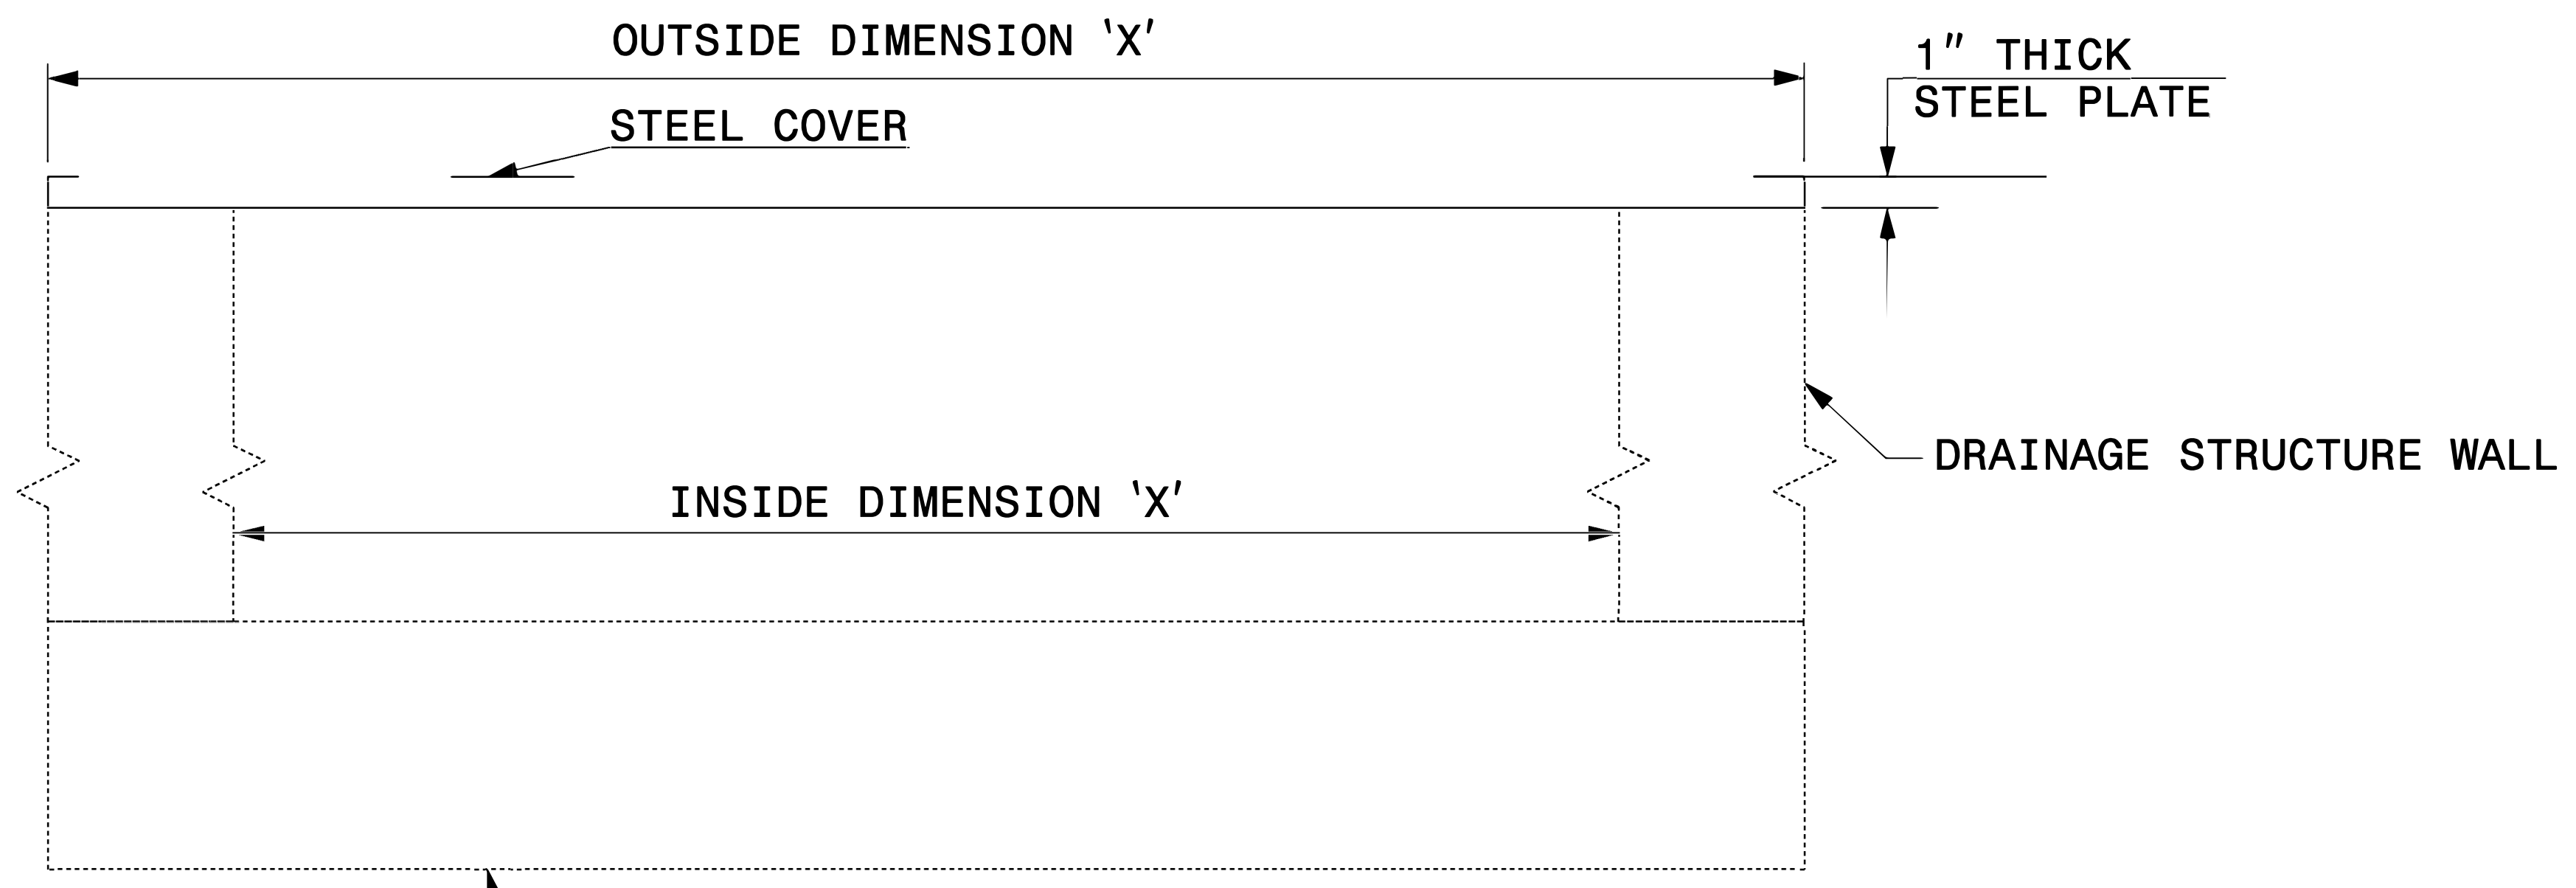 OUTSIDE DIMENSION 'X'
1" THICK
STEEL PLATE
STEEL COVER
DRAINAGE STRUCTURE WALL
INSIDE DIMENSION 'X'